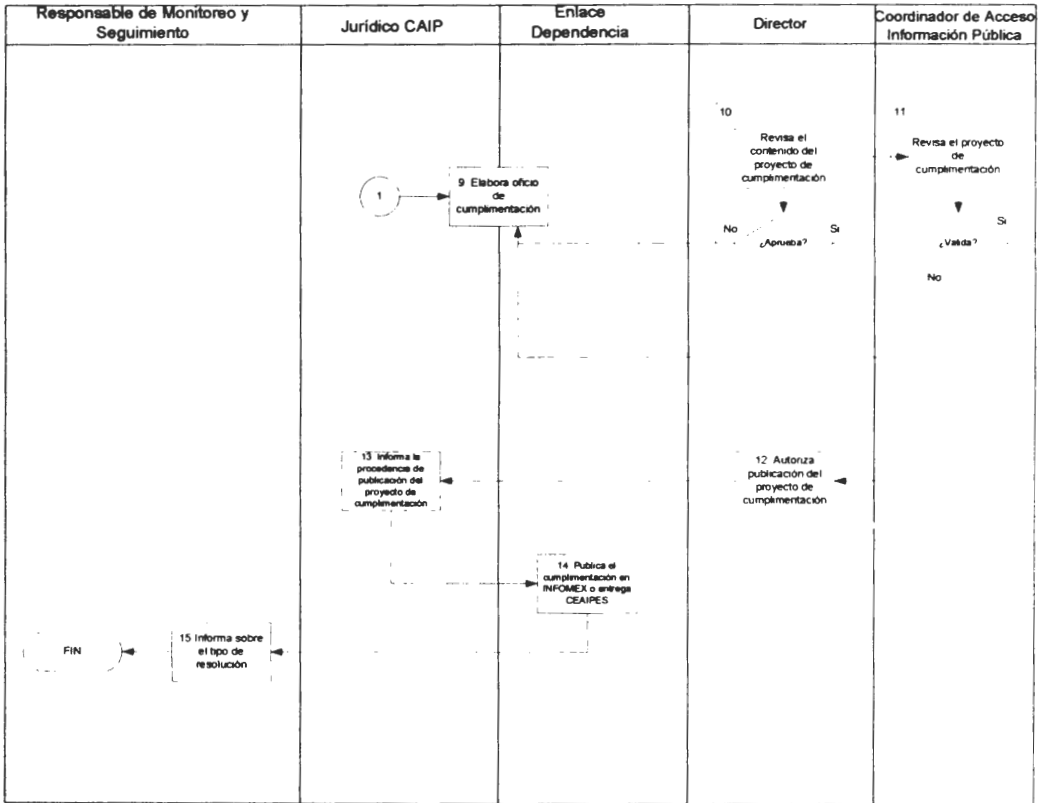 Responsable de Monitoreo y
Seguimiento
Jurídico CAIP
Enlace
Dependencia
Director
Coordinador de Acceso
Información Pública
10
Revisa el
contenido del
proyecto de
cumplimentación
11
Revisa el proyecto
de
cumplimentación
1
9 Elabora oficio
de
cumplimentación
No
¿Aprueba?
Si
¿Valida?
Si
No
13 Informa la
procedencia de
publicación del
proyecto de
cumplimentación
12 Autoriza
publicación del
proyecto de
cumplimentación
14 Publica el
cumplimentación en
INFOMEX o entrega
CEAIPES
FIN
15 Informa sobre
el tipo de
resolución